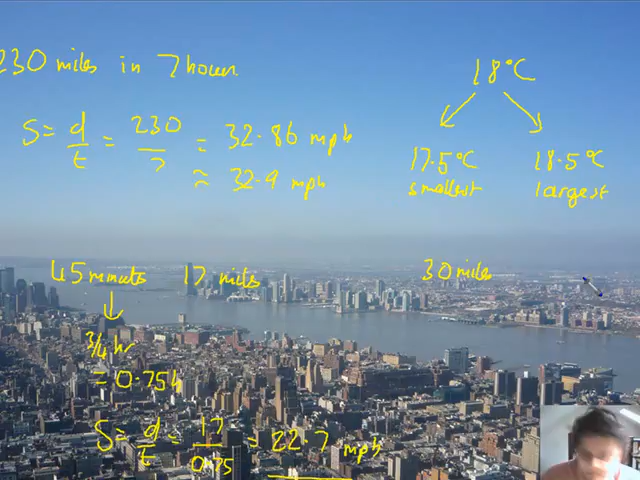 230 miles in 7 hours
S = d/t = 230/7 = 32.86 mph
≈ 32.9 mph
18°C
17.5°C 18.5°C
smallest largest
45 minutes 17 miles
30 miles
3/4 hr
= 0.75h
S = d/t = 17/0.75 = 22.7 mph